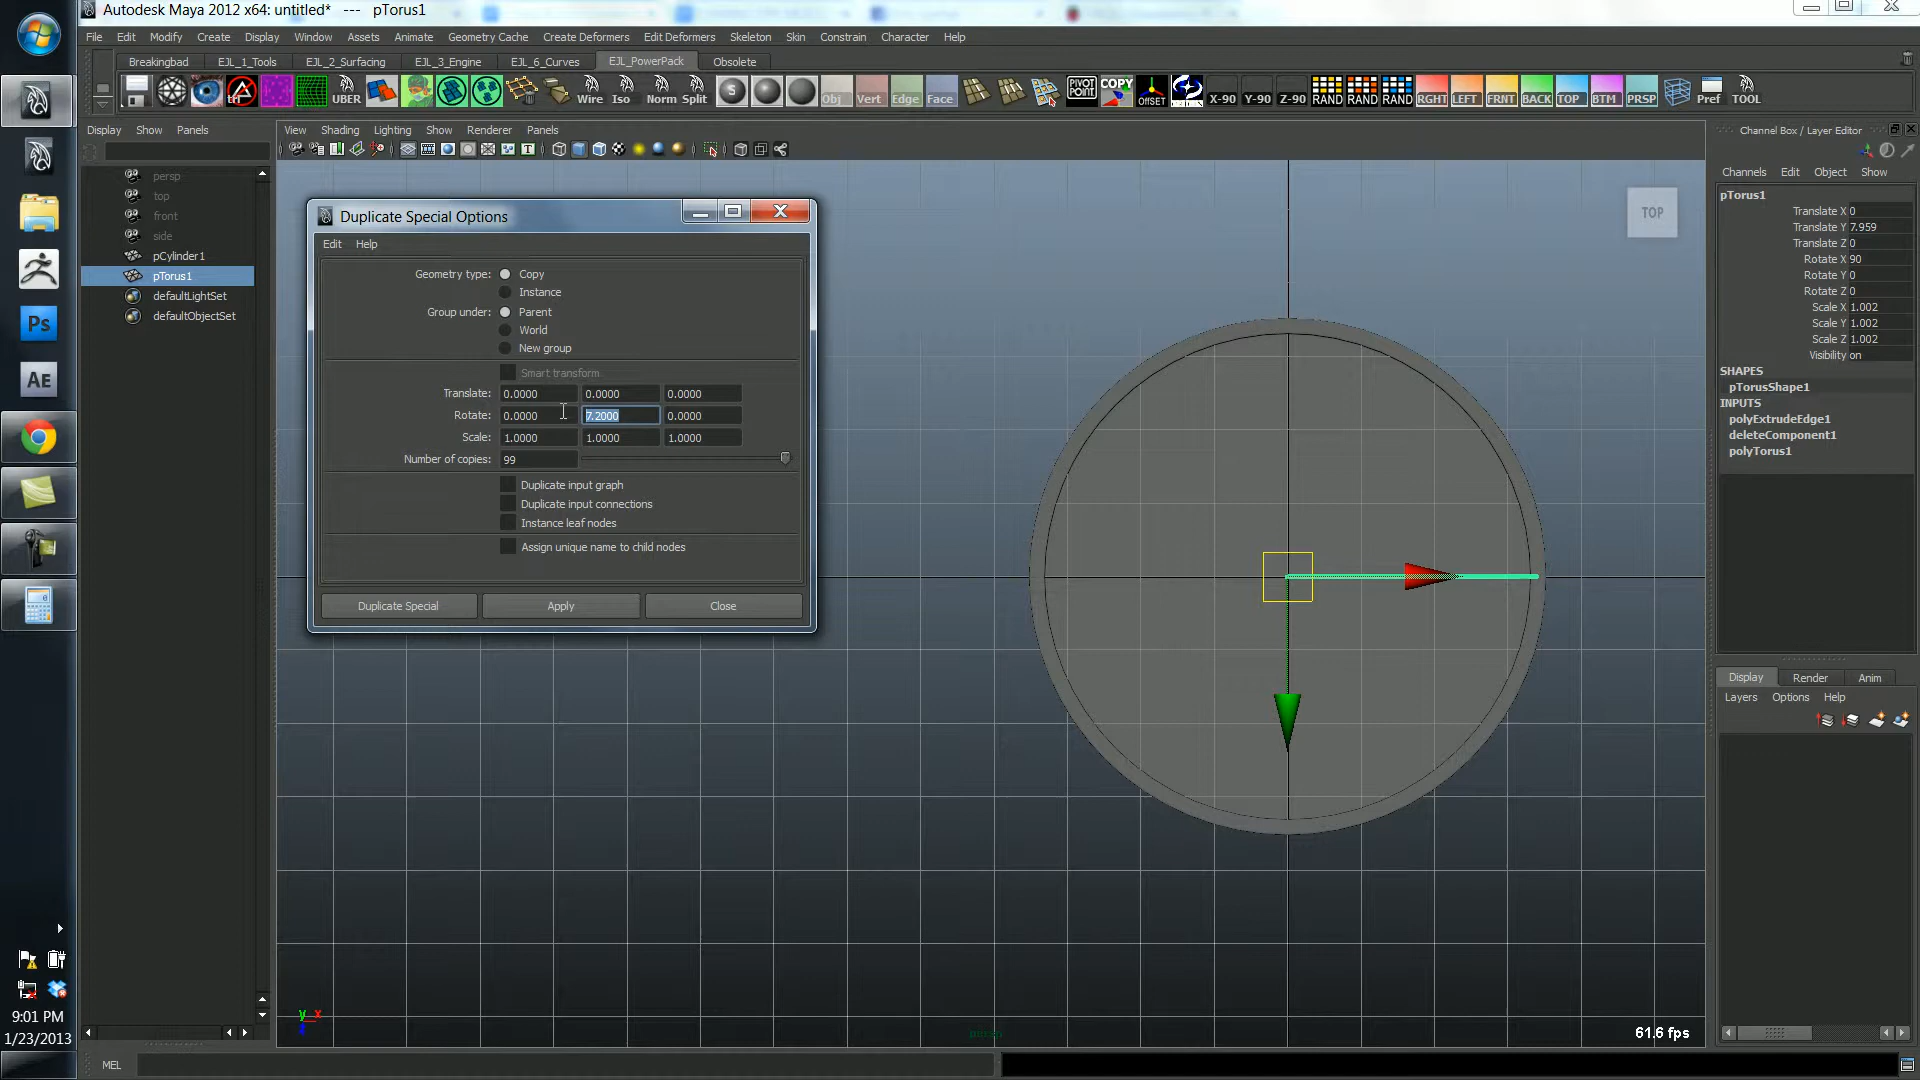 Autodesk Maya 2012 x64: untitled* --- pTorus1
File Edit Modify Create Display Window Assets Animate Geometry Cache Create Deformers Edit Deformers Skeleton Skin Constrain Character Help
Breakingbad EJL_1_Tools EJL_2_Surfacing EJL_3_Engine EJL_6_Curves EJL_PowerPack Obsolete
tri UBER Wire Iso Norm Split S Obj Vert Edge Face PIVOT POINT COPY OFFSET X-90 Y-90 Z-90 RAND RAND RAND RGHT LEFT FRNT BACK TOP BTM PRSP Pref TOOL
Display Show Panels
View Shading Lighting Show Renderer Panels
persp
top
front
side
pCylinder1
pTorus1
defaultLightSet
defaultObjectSet
Ps
AE
9:01 PM
1/23/2013
Duplicate Special Options
Edit Help
Geometry type: Copy
Instance
Group under: Parent
World
New group
Smart transform
Translate: 0.0000 0.0000 0.0000
Rotate: 0.0000 7.2000 0.0000
Scale: 1.0000 1.0000 1.0000
Number of copies: 99
Duplicate input graph
Duplicate input connections
Instance leaf nodes
Assign unique name to child nodes
Duplicate Special Apply Close
TOP
y x
persp
61.6 fps
MEL
Channel Box / Layer Editor
Channels Edit Object Show
pTorus1
Translate X 0
Translate Y 7.959
Translate Z 0
Rotate X 90
Rotate Y 0
Rotate Z 0
Scale X 1.002
Scale Y 1.002
Scale Z 1.002
Visibility on
SHAPES
pTorusShape1
INPUTS
polyExtrudeEdge1
deleteComponent1
polyTorus1
Display Render Anim
Layers Options Help